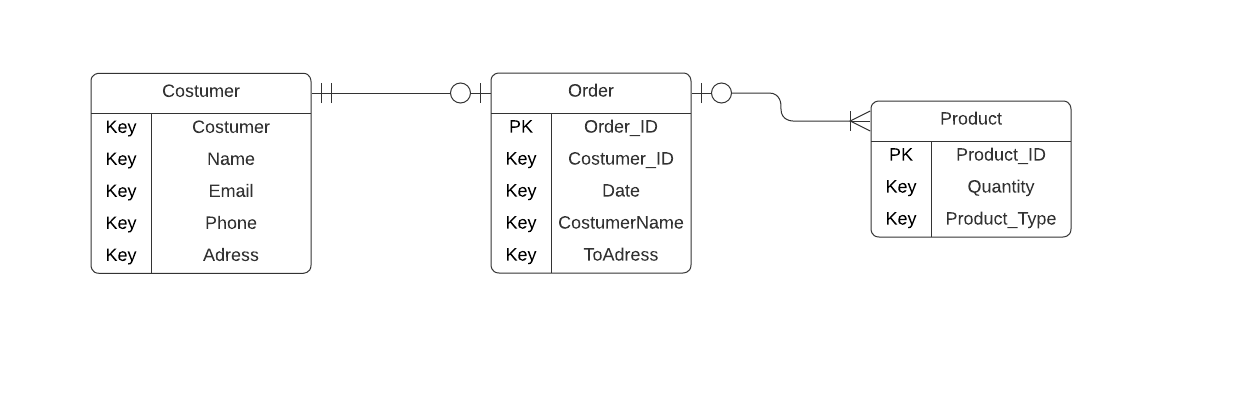 Costumer
Key Costumer
Key Name
Key Email
Key Phone
Key Adress
Order
PK Order_ID
Key Costumer_ID
Key Date
Key CostumerName
Key ToAdress
Product
PK Product_ID
Key Quantity
Key Product_Type